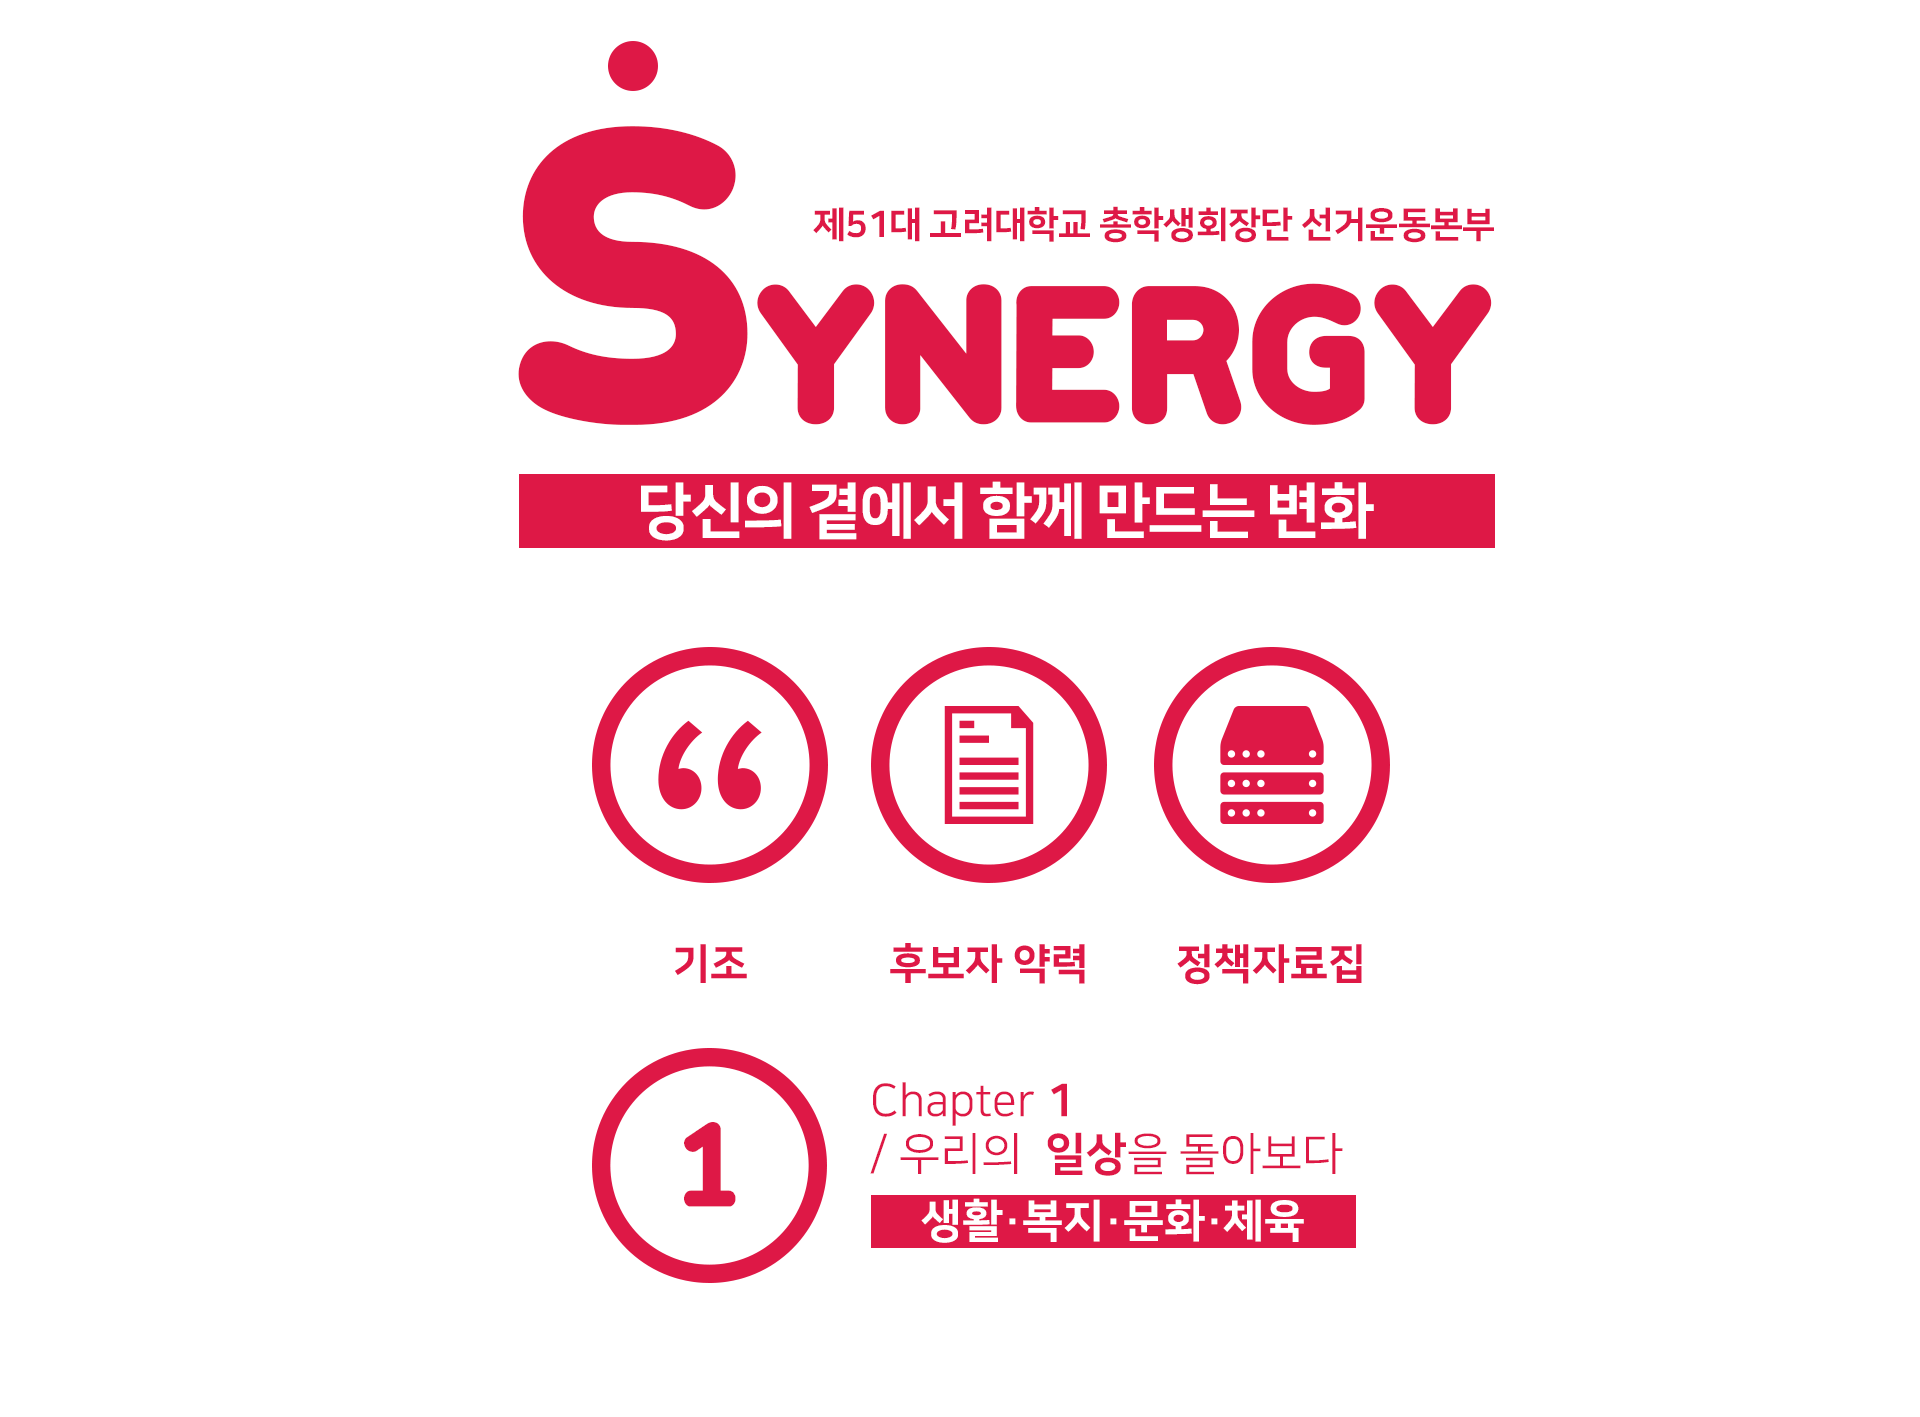 제51대 고려대학교 총학생회장단 선거운동본부
SYNERGY
당신의 곁에서 함께 만드는 변화
기조 후보자 약력 정책자료집
1
Chapter 1
/ 우리의 일상을 돌아보다
생활·복지·문화·체육